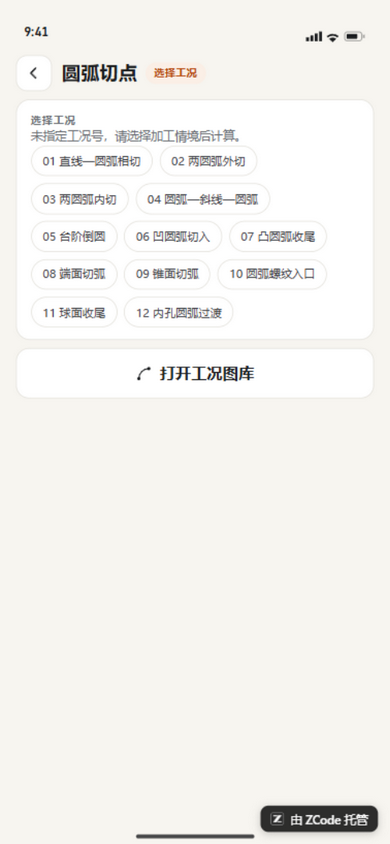 9:41
圆弧切点 选择工况
选择工况
未指定工况号，请选择加工情境后计算。
01 直线—圆弧相切 02 两圆弧外切
03 两圆弧内切 04 圆弧—斜线—圆弧
05 台阶倒圆 06 凹圆弧切入 07 凸圆弧收尾
08 端面切弧 09 锥面切弧 10 圆弧螺纹入口
11 球面收尾 12 内孔圆弧过渡
打开工况图库
Z 由 ZCode 托管